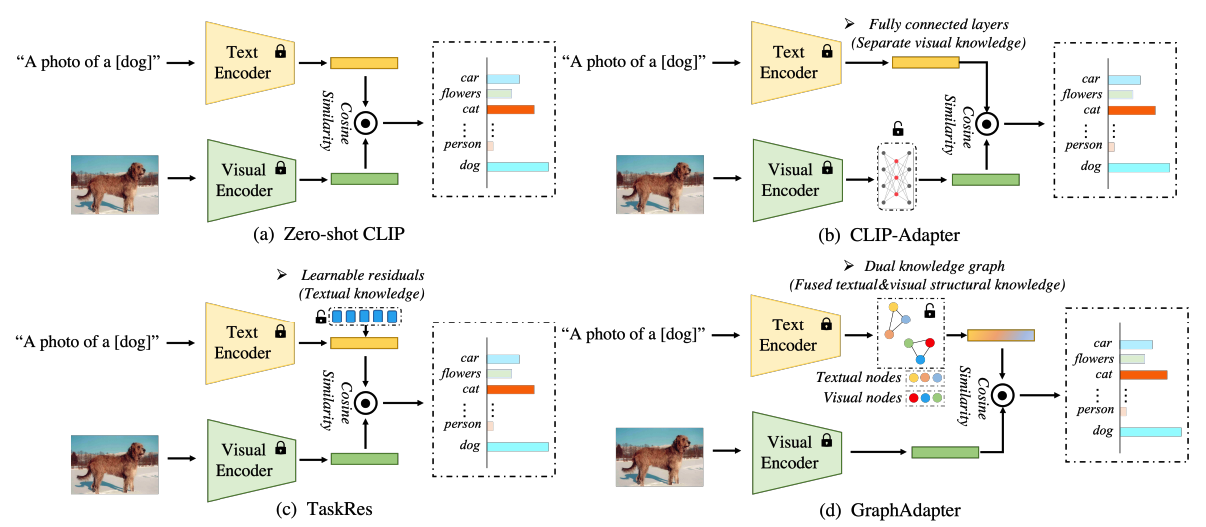 “A photo of a [dog]”
Text
Encoder
Visual
Encoder
Cosine
Similarity
car
flowers
cat
person
dog
(a) Zero-shot CLIP
➢ Fully connected layers
(Separate visual knowledge)
“A photo of a [dog]”
Text
Encoder
Visual
Encoder
Cosine
Similarity
car
flowers
cat
person
dog
(b) CLIP-Adapter
➢ Learnable residuals
(Textual knowledge)
“A photo of a [dog]”
Text
Encoder
Visual
Encoder
Cosine
Similarity
car
flowers
cat
person
dog
(c) TaskRes
➢ Dual knowledge graph
(Fused textual&visual structural knowledge)
“A photo of a [dog]”
Text
Encoder
Textual nodes
Visual nodes
Visual
Encoder
Cosine
Similarity
car
flowers
cat
person
dog
(d) GraphAdapter